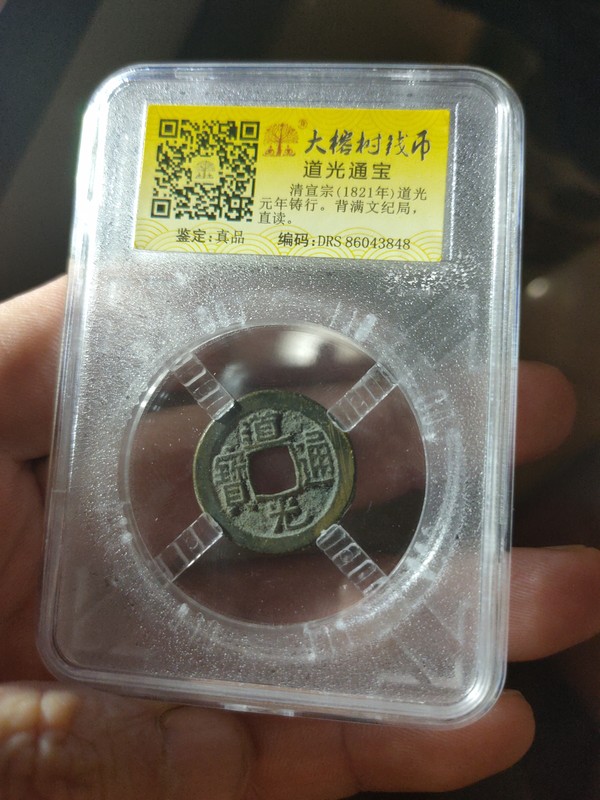 大榕树钱币
道光通宝
清宣宗(1821年)道光
元年铸行。背满文纪局,
直读。
鉴定:真品
编码:DRS 86043848
道
寶 通
光